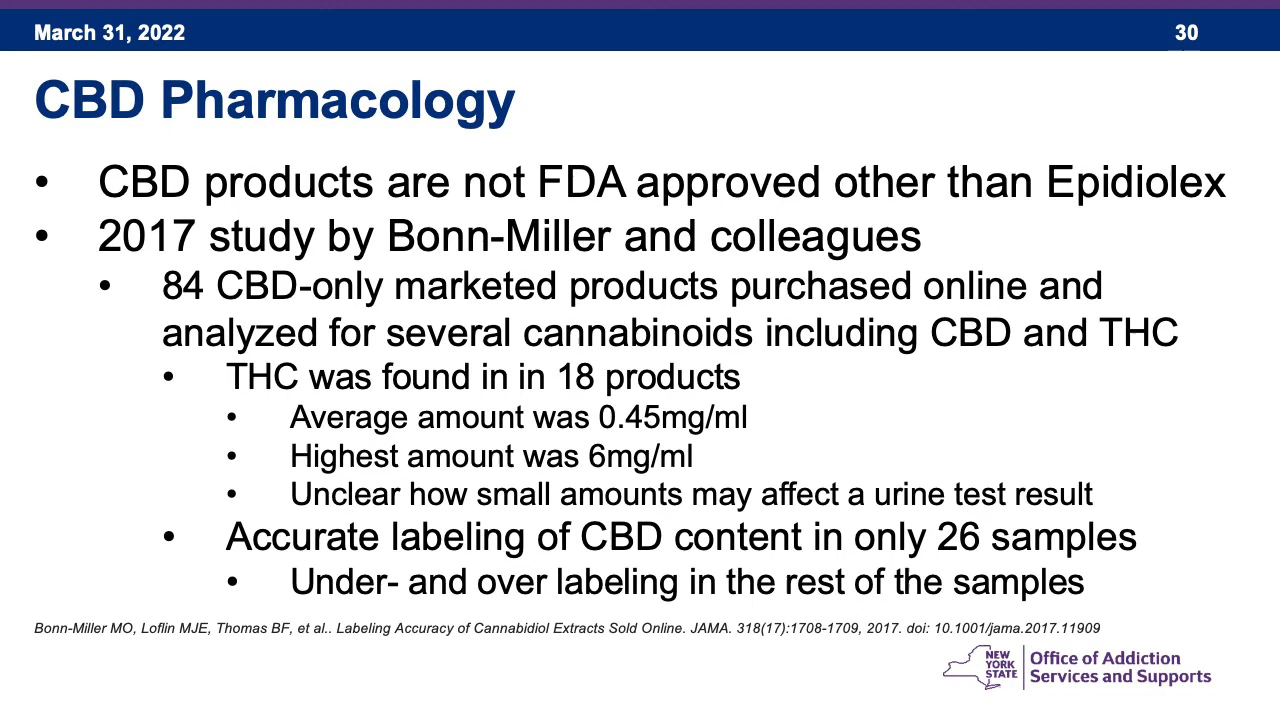 March 31, 2022
30
CBD Pharmacology
• CBD products are not FDA approved other than Epidiolex
• 2017 study by Bonn-Miller and colleagues
• 84 CBD-only marketed products purchased online and
analyzed for several cannabinoids including CBD and THC
• THC was found in in 18 products
• Average amount was 0.45mg/ml
• Highest amount was 6mg/ml
• Unclear how small amounts may affect a urine test result
• Accurate labeling of CBD content in only 26 samples
• Under- and over labeling in the rest of the samples
Bonn-Miller MO, Loflin MJE, Thomas BF, et al.. Labeling Accuracy of Cannabidiol Extracts Sold Online. JAMA. 318(17):1708-1709, 2017. doi: 10.1001/jama.2017.11909
NEW
YORK
STATE
Office of Addiction
Services and Supports